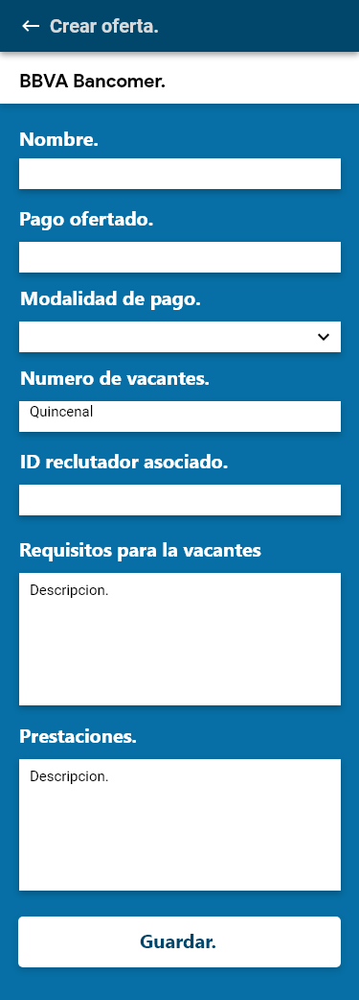 Crear oferta.
BBVA Bancomer.
Nombre.
Pago ofertado.
Modalidad de pago.
Numero de vacantes.
Quincenal
ID reclutador asociado.
Requisitos para la vacantes
Descripcion.
Prestaciones.
Descripcion.
Guardar.